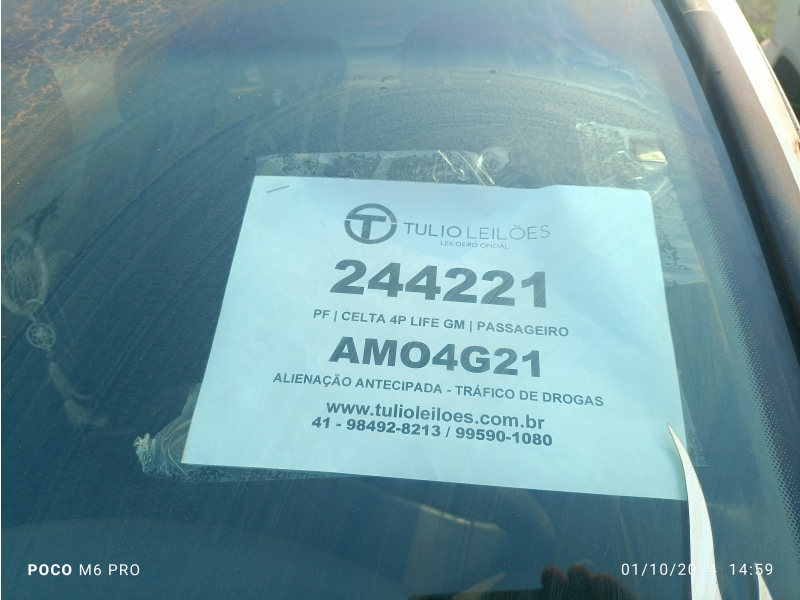 TULIO LEILÕES
LEILOEIRO OFICIAL
244221
PF | CELTA 4P LIFE GM | PASSAGEIRO
AMO4G21
ALIENAÇÃO ANTECIPADA - TRÁFICO DE DROGAS
www.tulioleiloes.com.br
41 - 98492-8213 / 99590-1080
POCO M6 PRO
01/10/2024 14:59